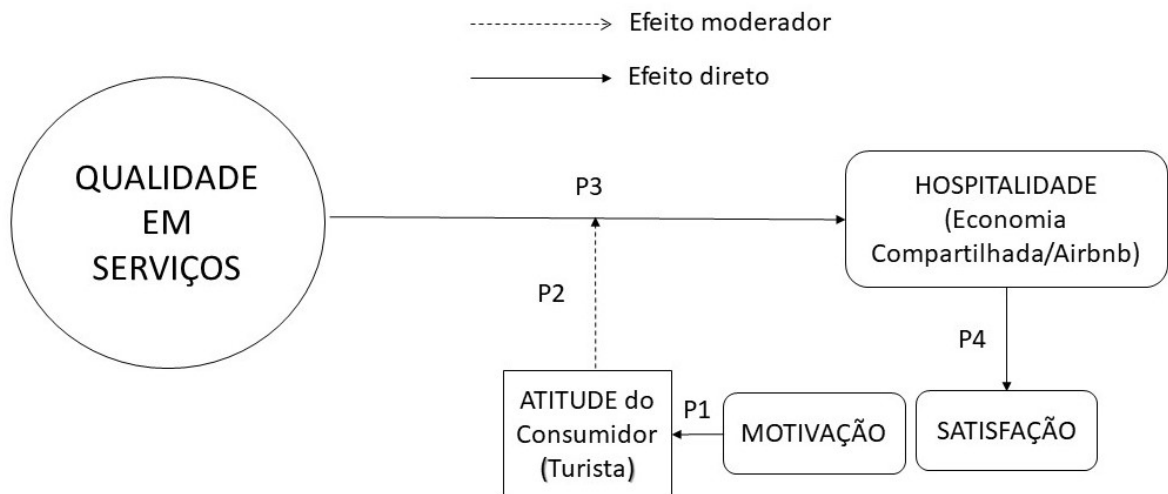 Efeito moderador
Efeito direto
QUALIDADE
EM
SERVIÇOS
P3
HOSPITALIDADE
(Economia
Compartilhada/Airbnb)
P2
P4
ATITUDE do
Consumidor
(Turista)
P1
MOTIVAÇÃO
SATISFAÇÃO